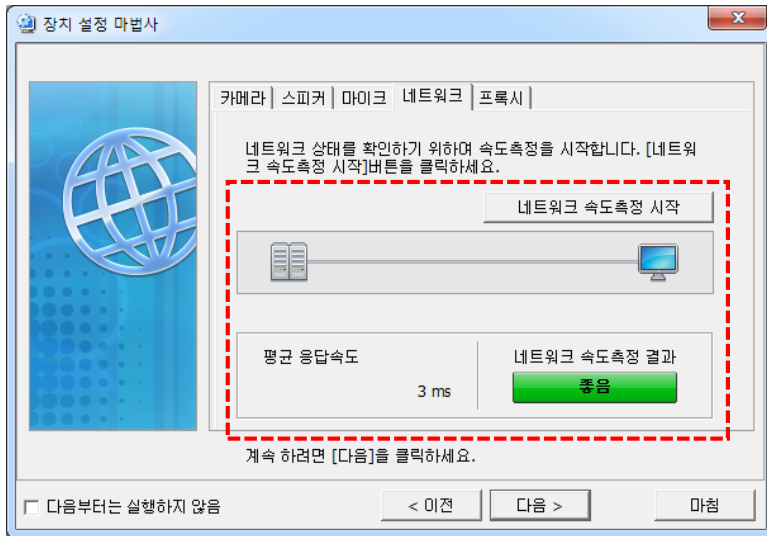 장치 설정 마법사
카메라 스피커 마이크 네트워크 프록시
네트워크 상태를 확인하기 위하여 속도측정을 시작합니다. [네트워
크 속도측정 시작]버튼을 클릭하세요.
네트워크 속도측정 시작
평균 응답속도
3 ms
네트워크 속도측정 결과
좋음
계속 하려면 [다음]을 클릭하세요.
다음부터는 실행하지 않음
< 이전 다음 > 마침